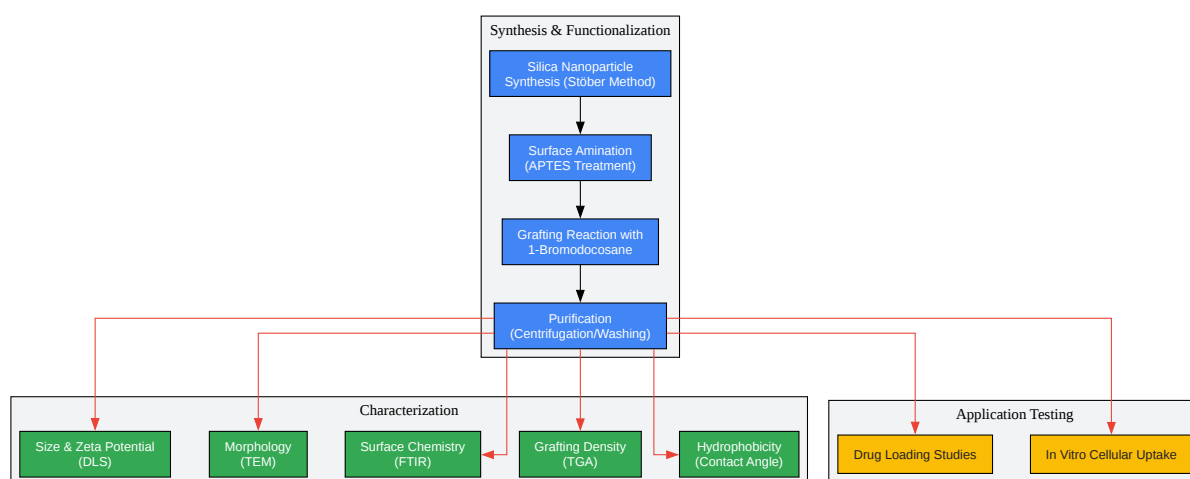 Synthesis & Functionalization
Silica Nanoparticle
Synthesis (Stöber Method)
Surface Amination
(APTES Treatment)
Grafting Reaction with
1-Bromodocosane
Purification
(Centrifugation/Washing)
Characterization
Size & Zeta Potential
(DLS)
Morphology
(TEM)
Surface Chemistry
(FTIR)
Grafting Density
(TGA)
Hydrophobicity
(Contact Angle)
Application Testing
Drug Loading Studies
In Vitro Cellular Uptake